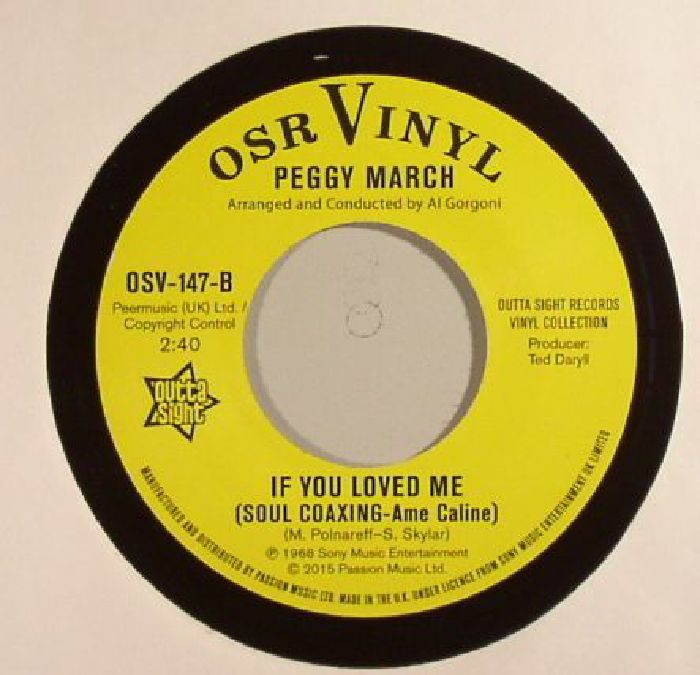 OSR VINYL
PEGGY MARCH
Arranged and Conducted by Al Gorgoni
OSV-147-B
Peermusic (UK) Ltd. /
Copyright Control
2:40
outta
sight
OUTTA SIGHT RECORDS
VINYL COLLECTION
Producer:
Ted Daryll
IF YOU LOVED ME
(SOUL COAXING-Ame Caline)
(M. Polnareff–S. Skylar)
℗ 1968 Sony Music Entertainment
© 2015 Passion Music Ltd.
MANUFACTURED AND DISTRIBUTED BY PASSION MUSIC LTD. MADE IN THE U.K. UNDER LICENCE FROM SONY MUSIC ENTERTAINMENT UK LIMITED